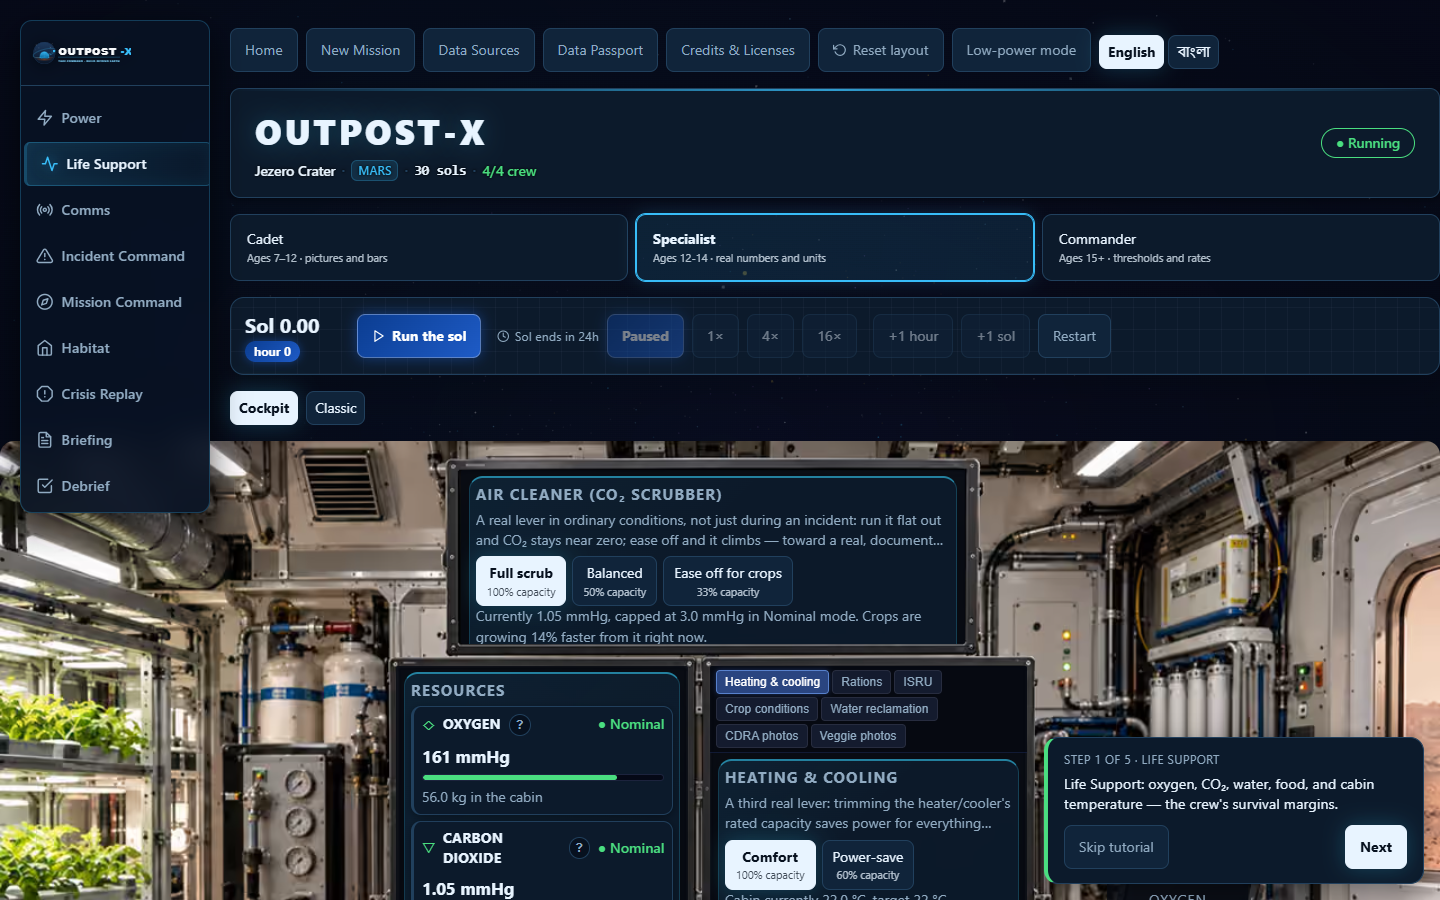 OUTPOST -X
Home
New Mission
Data Sources
Data Passport
Credits & Licenses
Reset layout
Low-power mode
English
বাংলা
Power
Life Support
Comms
Incident Command
Mission Command
Habitat
Crisis Replay
Briefing
Debrief
OUTPOST-X
Jezero Crater · MARS · 30 sols · 4/4 crew
Running
Cadet
Ages 7–12 · pictures and bars
Specialist
Ages 12-14 · real numbers and units
Commander
Ages 15+ · thresholds and rates
Sol 0.00
hour 0
Run the sol
Sol ends in 24h
Paused
1×
4×
16×
+1 hour
+1 sol
Restart
Cockpit
Classic
AIR CLEANER (CO₂ SCRUBBER)
A real lever in ordinary conditions, not just during an incident: run it flat out
and CO₂ stays near zero; ease off and it climbs — toward a real, document...
Full scrub
100% capacity
Balanced
50% capacity
Ease off for crops
33% capacity
Currently 1.05 mmHg, capped at 3.0 mmHg in Nominal mode. Crops are
growing 14% faster from it right now.
RESOURCES
OXYGEN ? Nominal
161 mmHg
56.0 kg in the cabin
CARBON
DIOXIDE ? Nominal
1.05 mmHg
Heating & cooling
Rations
ISRU
Crop conditions
Water reclamation
CDRA photos
Veggie photos
HEATING & COOLING
A third real lever: trimming the heater/cooler's
rated capacity saves power for everything...
Comfort
100% capacity
Power-save
60% capacity
Cabin currently 22.0 °C, target 22 °C.
STEP 1 OF 5 · LIFE SUPPORT
Life Support: oxygen, CO₂, water, food, and cabin
temperature — the crew's survival margins.
Skip tutorial
Next
OXYGEN